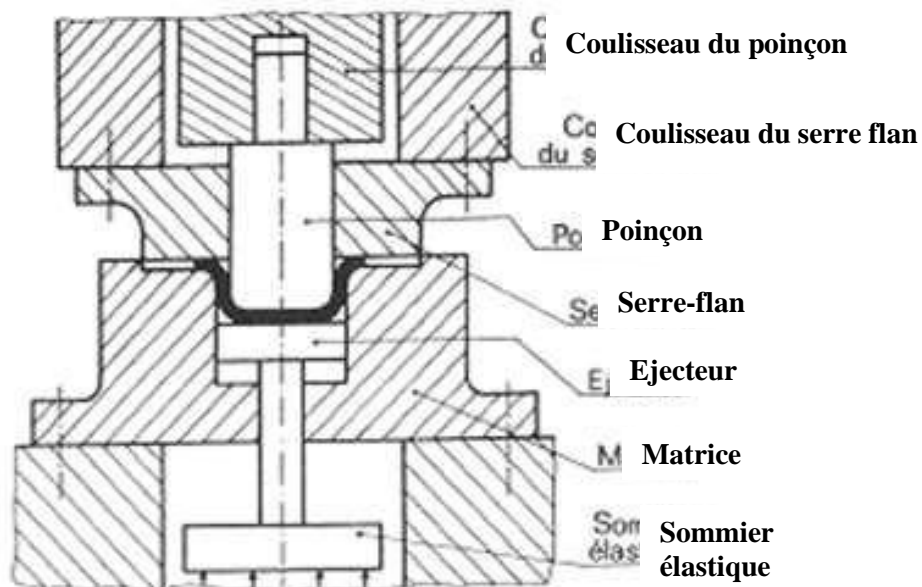 Coulisseau du poinçon
Coulisseau du serre flan
Poinçon
Serre-flan
Ejecteur
Matrice
Sommier
élastique